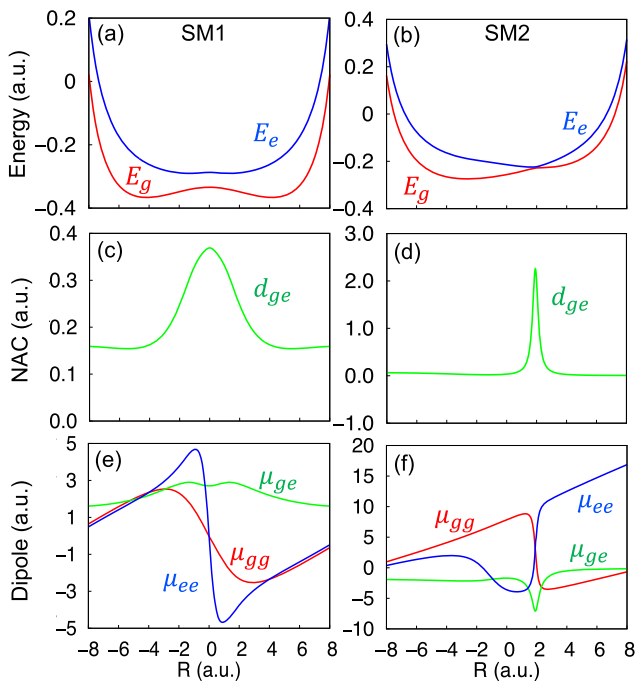 (a) SM1
(b) SM2
Energy (a.u.)
0.2
0
−0.2
−0.4
E_e
E_g
0.4
0.2
0
−0.2
−0.4
E_e
E_g
(c)
NAC (a.u.)
0.4
0.3
0.2
0.1
0.0
d_ge
(d)
3.0
2.0
1.0
0.0
−1.0
d_ge
(e)
Dipole (a.u.)
5
3
1
−1
−3
−5
μ_ge
μ_gg
μ_ee
−8 −6 −4 −2 0 2 4 6 8
R (a.u.)
(f)
20
15
10
5
0
−5
−10
μ_gg
μ_ee
μ_ge
−8 −6 −4 −2 0 2 4 6 8
R (a.u.)